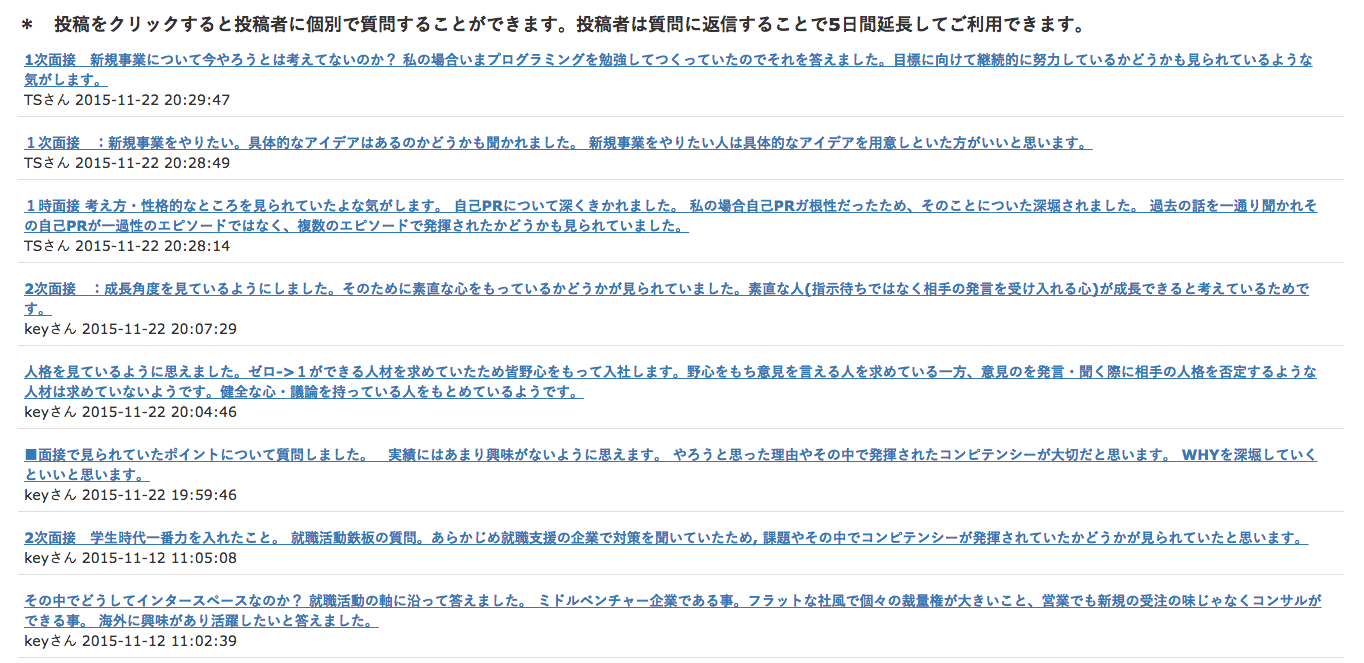 ＊　投稿をクリックすると投稿者に個別で質問することができます。投稿者は質問に返信することで5日間延長してご利用できます。
1次面接　新規事業について今やろうとは考えてないのか？ 私の場合いまプログラミングを勉強してつくっていたのでそれを答えました。目標に向けて継続的に努力しているかどうかも見られているような
気がします。
TSさん 2015-11-22 20:29:47
１次面接　：新規事業をやりたい。具体的なアイデアはあるのかどうかも聞かれました。 新規事業をやりたい人は具体的なアイデアを用意しといた方がいいと思います。
TSさん 2015-11-22 20:28:49
１時面接 考え方・性格的なところを見られていたよな気がします。 自己PRについて深くきかれました。 私の場合自己PRガ根性だったため、そのことについた深堀されました。 過去の話を一通り聞かれそ
の自己PRが一過性のエピソードではなく、複数のエピソードで発揮されたかどうかも見られていました。
TSさん 2015-11-22 20:28:14
2次面接　：成長角度を見ているようにしました。そのために素直な心をもっているかどうかが見られていました。素直な人(指示待ちではなく相手の発言を受け入れる心)が成長できると考えているためで
す。
keyさん 2015-11-22 20:07:29
人格を見ているように思えました。ゼロ->１ができる人材を求めていたため皆野心をもって入社します。野心をもち意見を言える人を求めている一方、意見のを発言・聞く際に相手の人格を否定するような
人材は求めていないようです。健全な心・議論を持っている人をもとめているようです。
keyさん 2015-11-22 20:04:46
■面接で見られていたポイントについて質問しました。　実績にはあまり興味がないように思えます。 やろうと思った理由やその中で発揮されたコンピテンシーが大切だと思います。 WHYを深堀していく
といいと思います。
keyさん 2015-11-22 19:59:46
2次面接　学生時代一番力を入れたこと。 就職活動鉄板の質問。あらかじめ就職支援の企業で対策を聞いていたため, 課題やその中でコンピテンシーが発揮されていたかどうかが見られていたと思います。
keyさん 2015-11-12 11:05:08
その中でどうしてインタースペースなのか？ 就職活動の軸に沿って答えました。 ミドルベンチャー企業である事。フラットな社風で個々の裁量権が大きいこと、営業でも新規の受注の味じゃなくコンサルが
できる事。 海外に興味があり活躍したいと答えました。
keyさん 2015-11-12 11:02:39